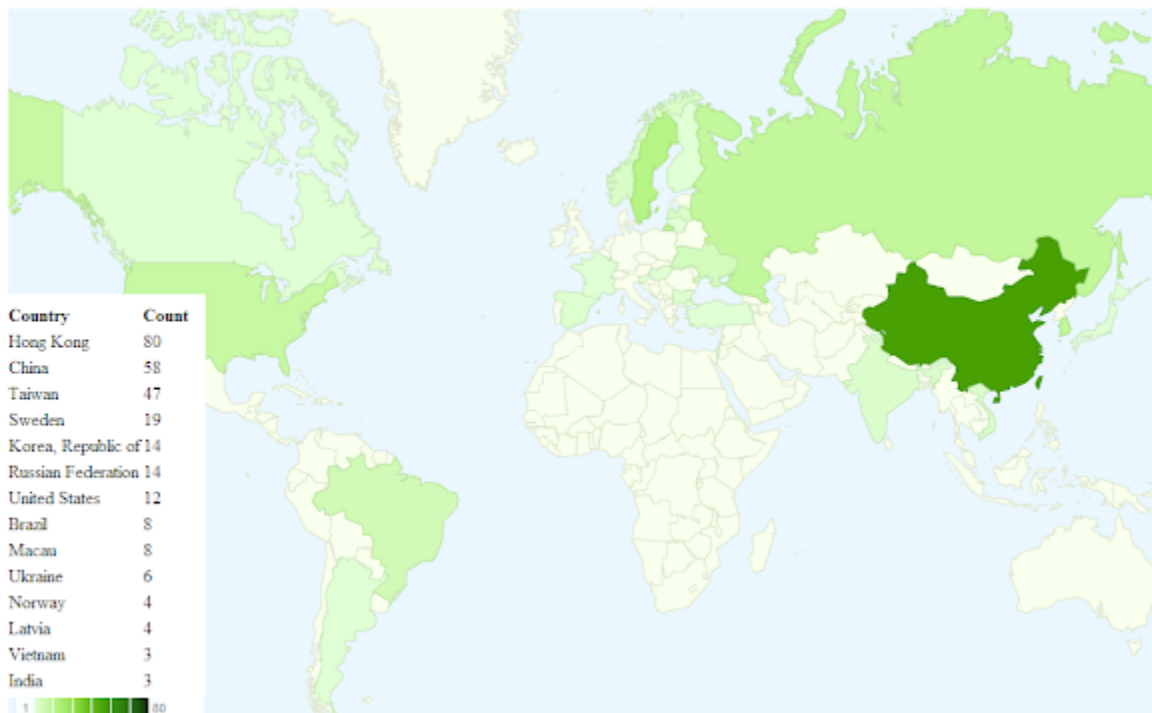 Country Count
Hong Kong 80
China 58
Taiwan 47
Sweden 19
Korea, Republic of 14
Russian Federation 14
United States 12
Brazil 8
Macau 8
Ukraine 6
Norway 4
Latvia 4
Vietnam 3
India 3
1 80